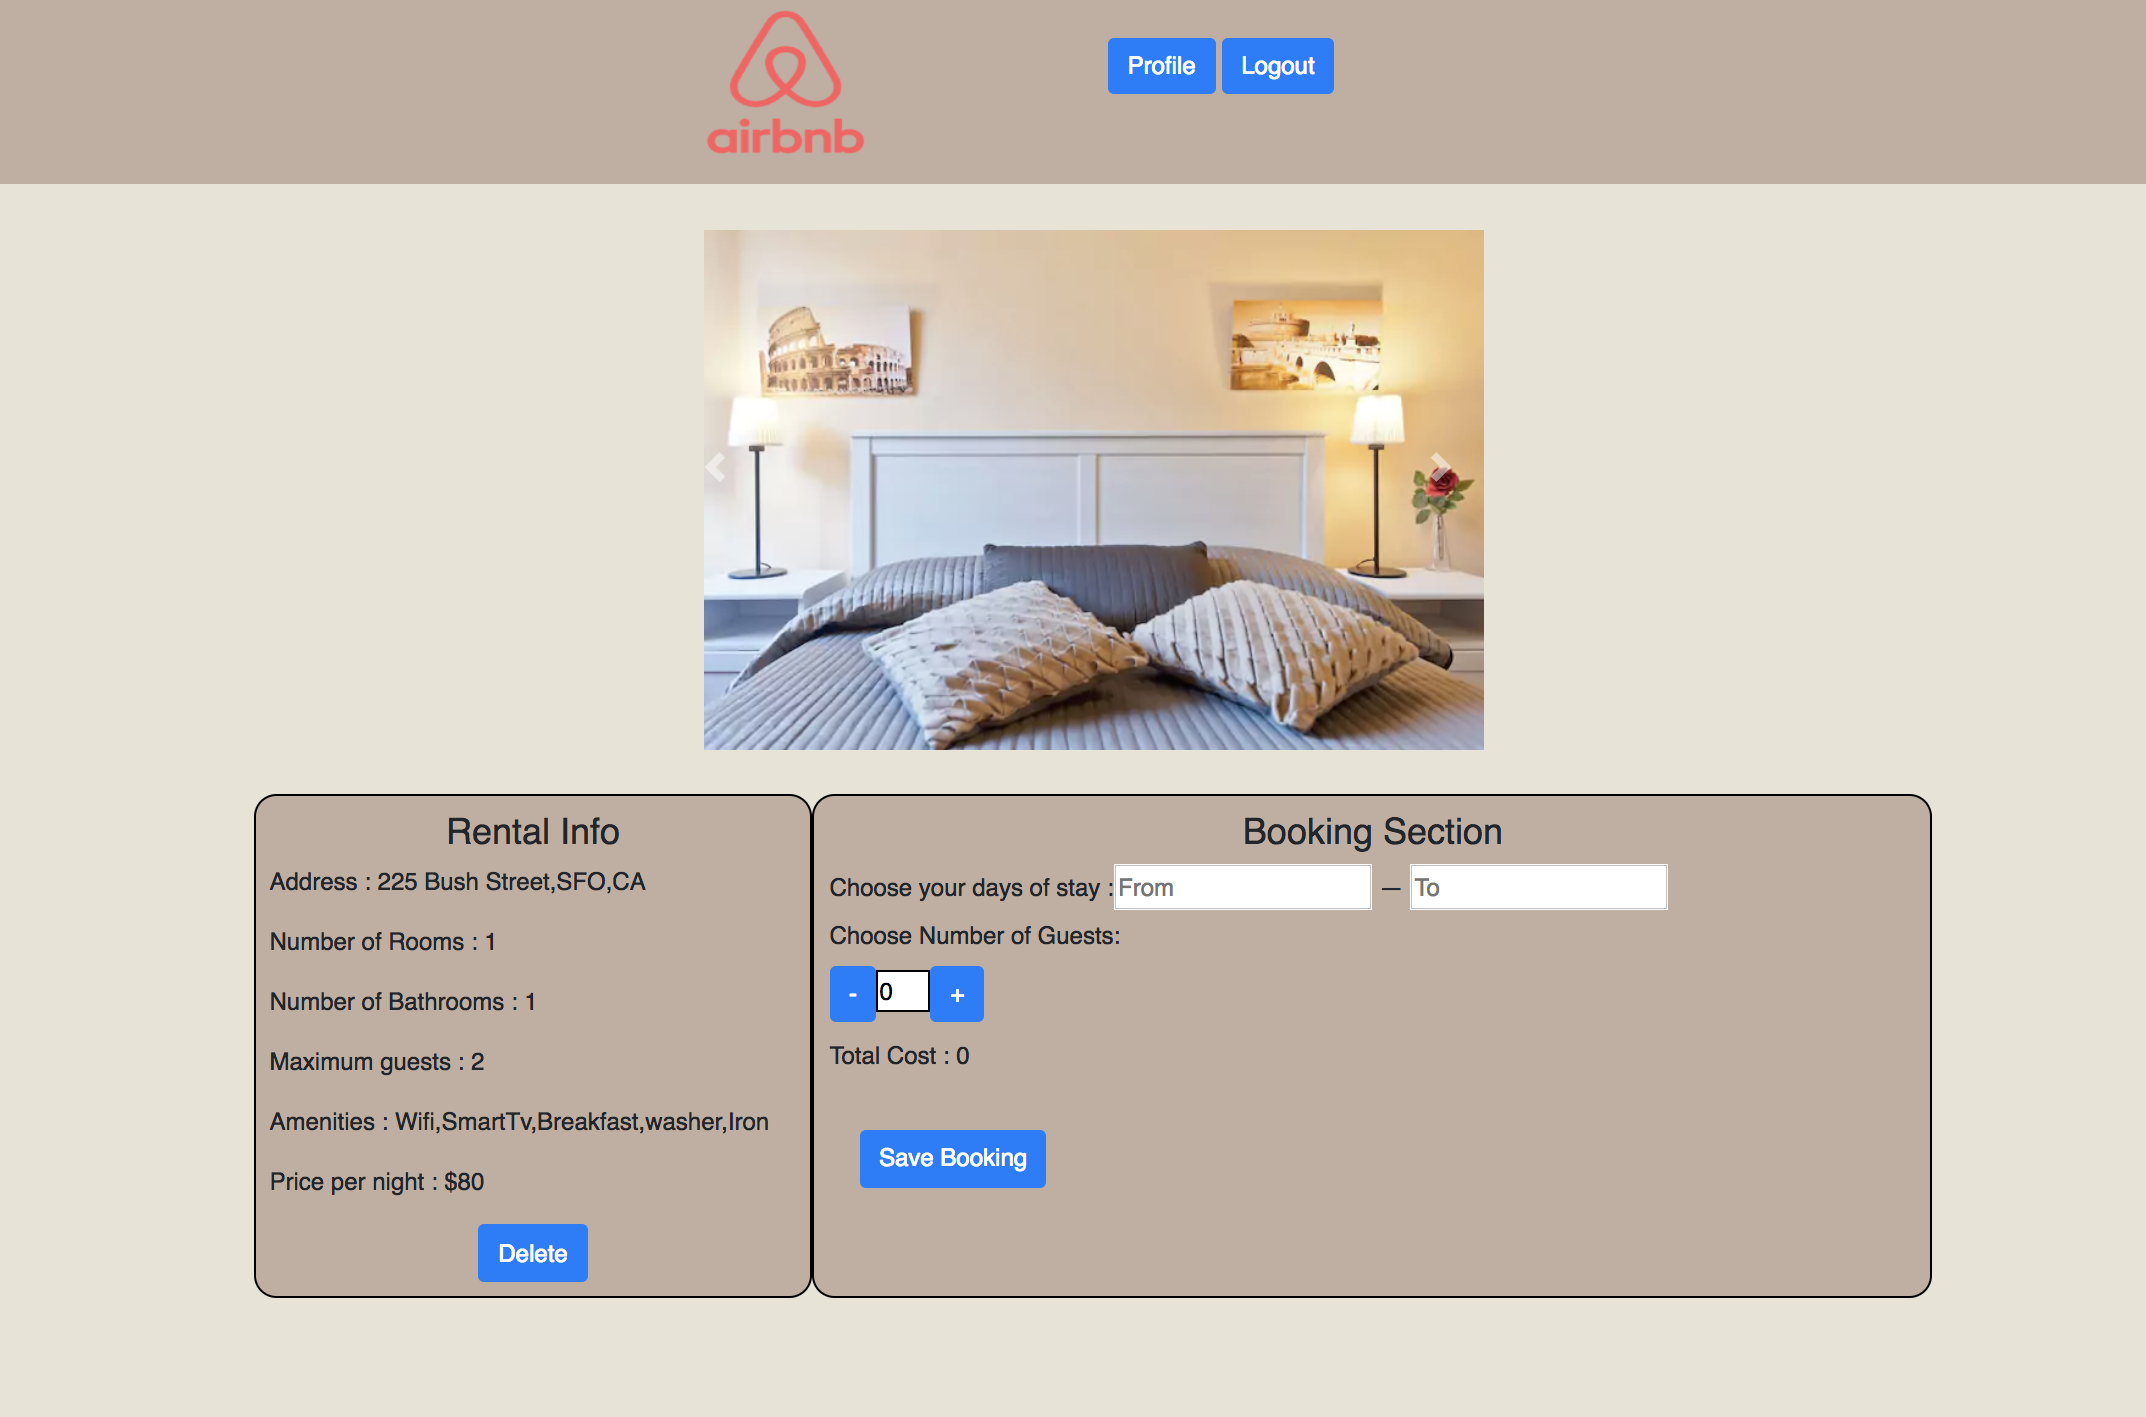 airbnb
Profile Logout
Rental Info
Address : 225 Bush Street,SFO,CA
Number of Rooms : 1
Number of Bathrooms : 1
Maximum guests : 2
Amenities : Wifi,SmartTv,Breakfast,washer,Iron
Price per night : $80
Delete
Booking Section
Choose your days of stay : From — To
Choose Number of Guests:
- 0 +
Total Cost : 0
Save Booking